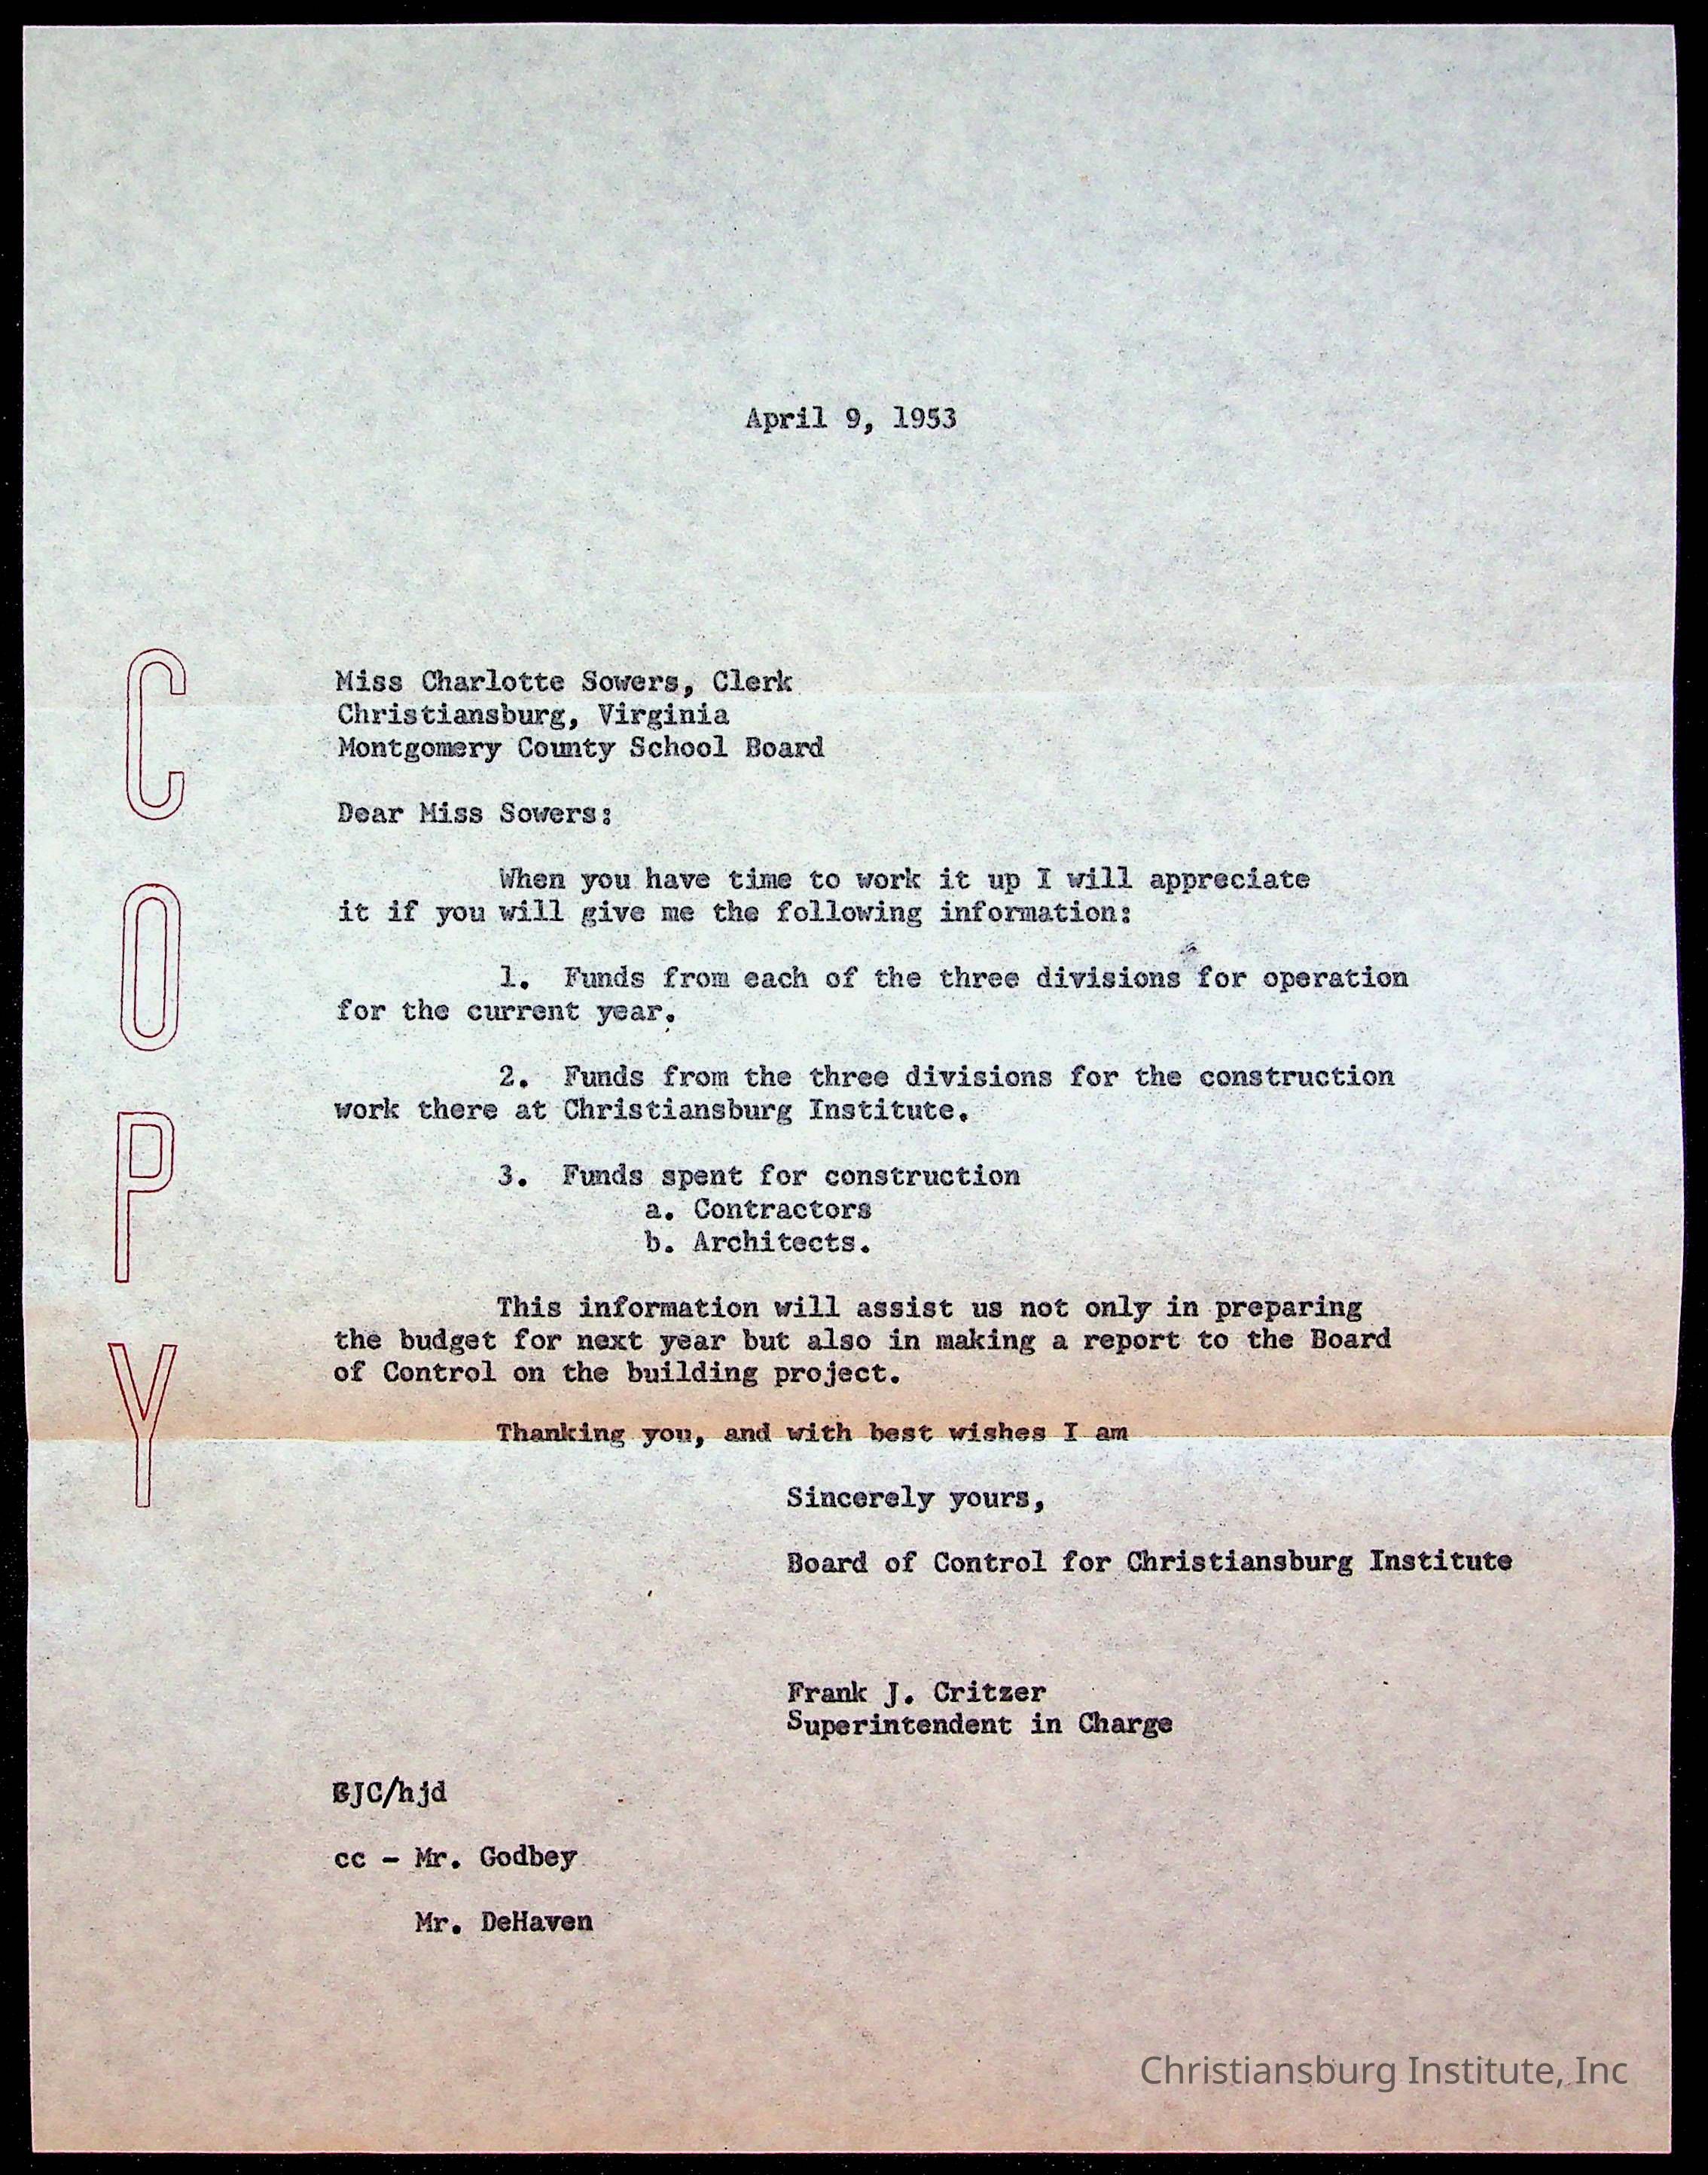 April 9, 1953
COPY
Miss Charlotte Sowers, Clerk
Christiansburg, Virginia
Montgomery County School Board
Dear Miss Sowers:
When you have time to work it up I will appreciate
it if you will give me the following information:
1. Funds from each of the three divisions for operation
for the current year.
2. Funds from the three divisions for the construction
work there at Christiansburg Institute.
3. Funds spent for construction
a. Contractors
b. Architects.
This information will assist us not only in preparing
the budget for next year but also in making a report to the Board
of Control on the building project.
Thanking you, and with best wishes I am
Sincerely yours,
Board of Control for Christiansburg Institute
Frank J. Critzer
Superintendent in Charge
FJC/hjd
cc - Mr. Godbey
Mr. DeHaven
Christiansburg Institute, Inc